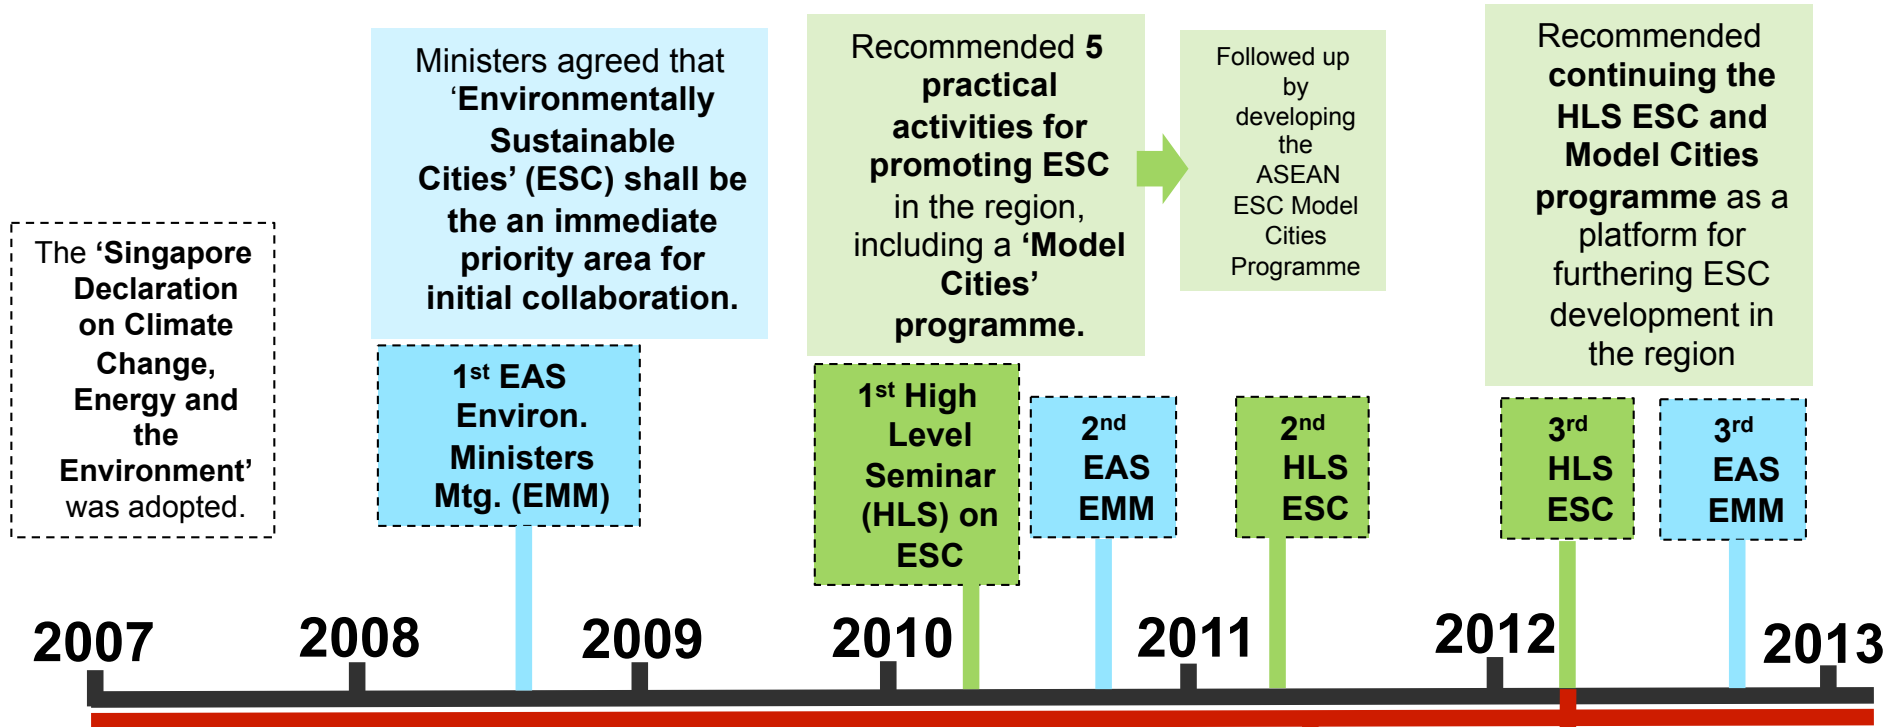 The ‘Singapore
Declaration
on Climate
Change,
Energy and
the
Environment’
was adopted.
Ministers agreed that
‘Environmentally
Sustainable
Cities’ (ESC) shall be
the an immediate
priority area for
initial collaboration.
1st EAS
Environ.
Ministers
Mtg. (EMM)
Recommended 5
practical
activities for
promoting ESC
in the region,
including a ‘Model
Cities’
programme.
1st High
Level
Seminar
(HLS) on
ESC
Followed up
by
developing
the
ASEAN
ESC Model
Cities
Programme
2nd
EAS
EMM
2nd
HLS
ESC
Recommended
continuing the
HLS ESC and
Model Cities
programme as a
platform for
furthering ESC
development in
the region
3rd
HLS
ESC
3rd
EAS
EMM
2007 2008 2009 2010 2011 2012 2013